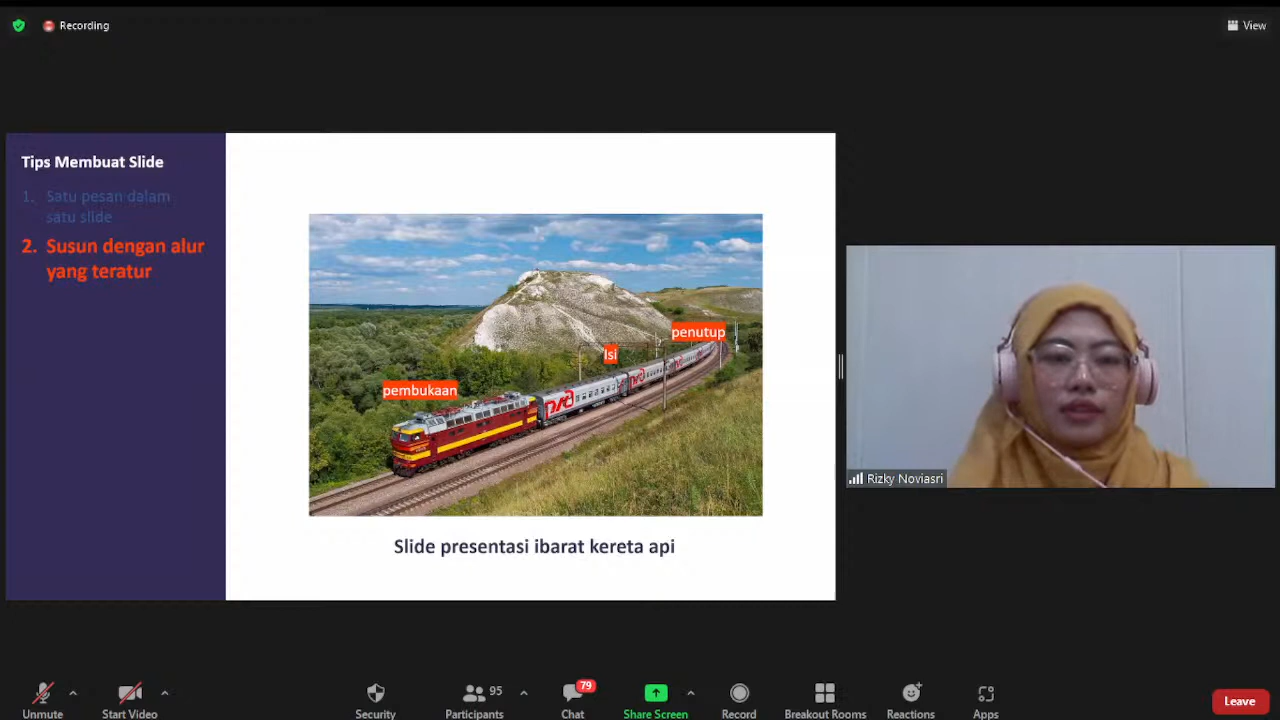 Recording
View
Tips Membuat Slide
1. Satu pesan dalam
satu slide
2. Susun dengan alur
yang teratur
penutup
Isi
pembukaan
Slide presentasi ibarat kereta api
Rizky Noviasri
Unmute
Start Video
Security
95
Participants
79
Chat
Share Screen
Record
Breakout Rooms
Reactions
Apps
Leave